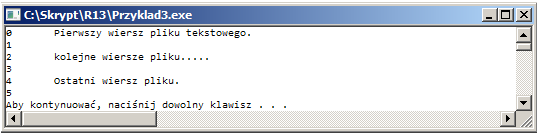 C:\Skrypt\R13\Przyklad3.exe
0 Pierwszy wiersz pliku tekstowego.
1
2 kolejne wiersze pliku.....
3
4 Ostatni wiersz pliku.
5
Aby kontynuować, naciśnij dowolny klawisz . . .